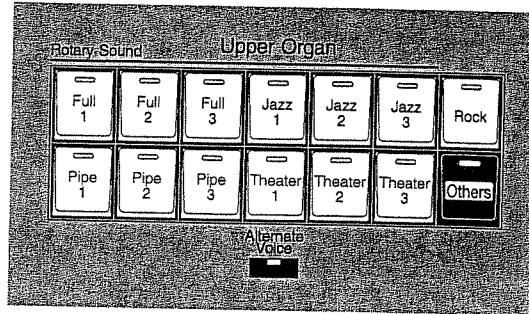 Rotary Sound
Upper Organ
Full 1
Full 2
Full 3
Jazz 1
Jazz 2
Jazz 3
Rock
Pipe 1
Pipe 2
Pipe 3
Theater 1
Theater 2
Theater 3
Others
Alternate
Voice